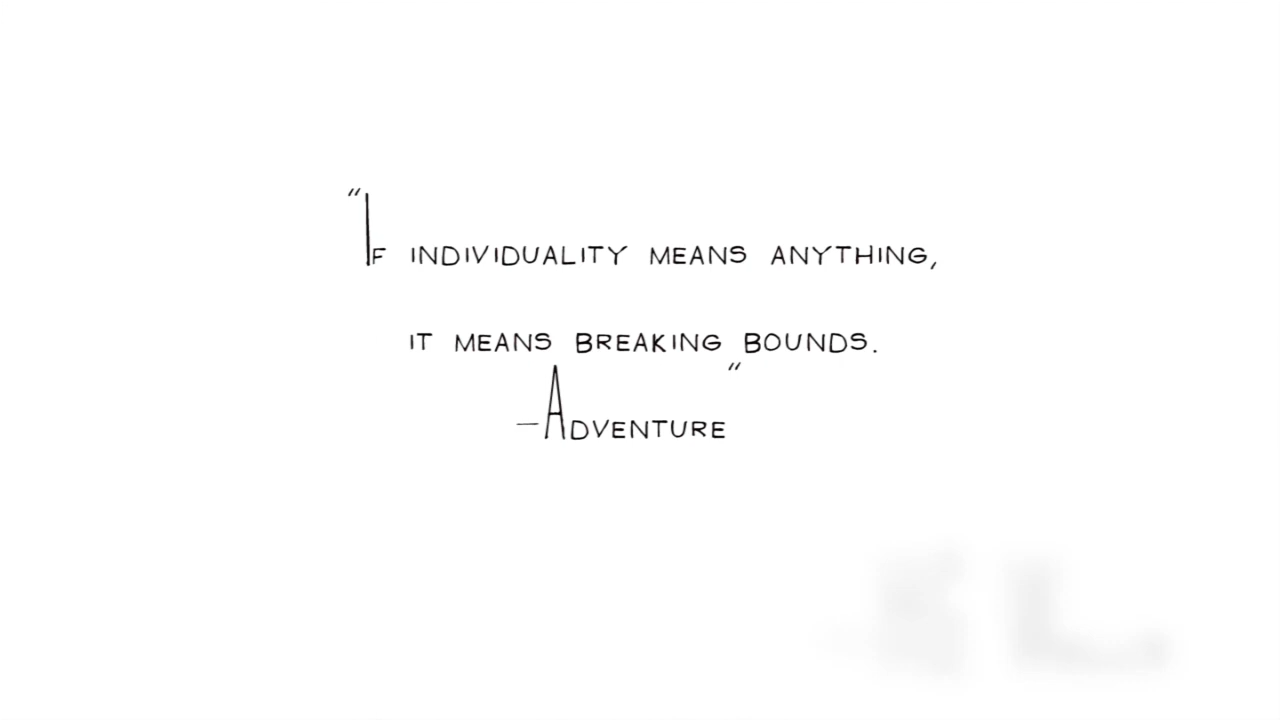 “If individuality means anything,
it means breaking bounds.”
—Adventure